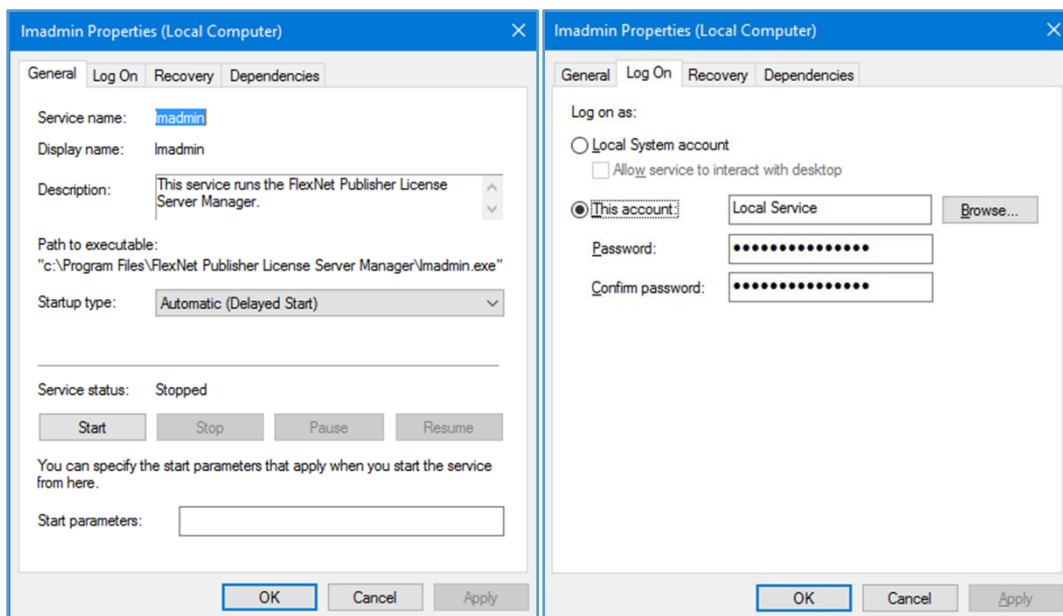 lmadmin Properties (Local Computer)
General Log On Recovery Dependencies
Service name: lmadmin
Display name: lmadmin
Description: This service runs the FlexNet Publisher License
Server Manager.
Path to executable:
"c:\Program Files\FlexNet Publisher License Server Manager\lmadmin.exe"
Startup type: Automatic (Delayed Start)
Service status: Stopped
Start Stop Pause Resume
You can specify the start parameters that apply when you start the service
from here.
Start parameters:
OK Cancel Apply
lmadmin Properties (Local Computer)
General Log On Recovery Dependencies
Log on as:
Local System account
Allow service to interact with desktop
This account: Local Service Browse...
Password: ●●●●●●●●●●●●●●●
Confirm password: ●●●●●●●●●●●●●●●
OK Cancel Apply